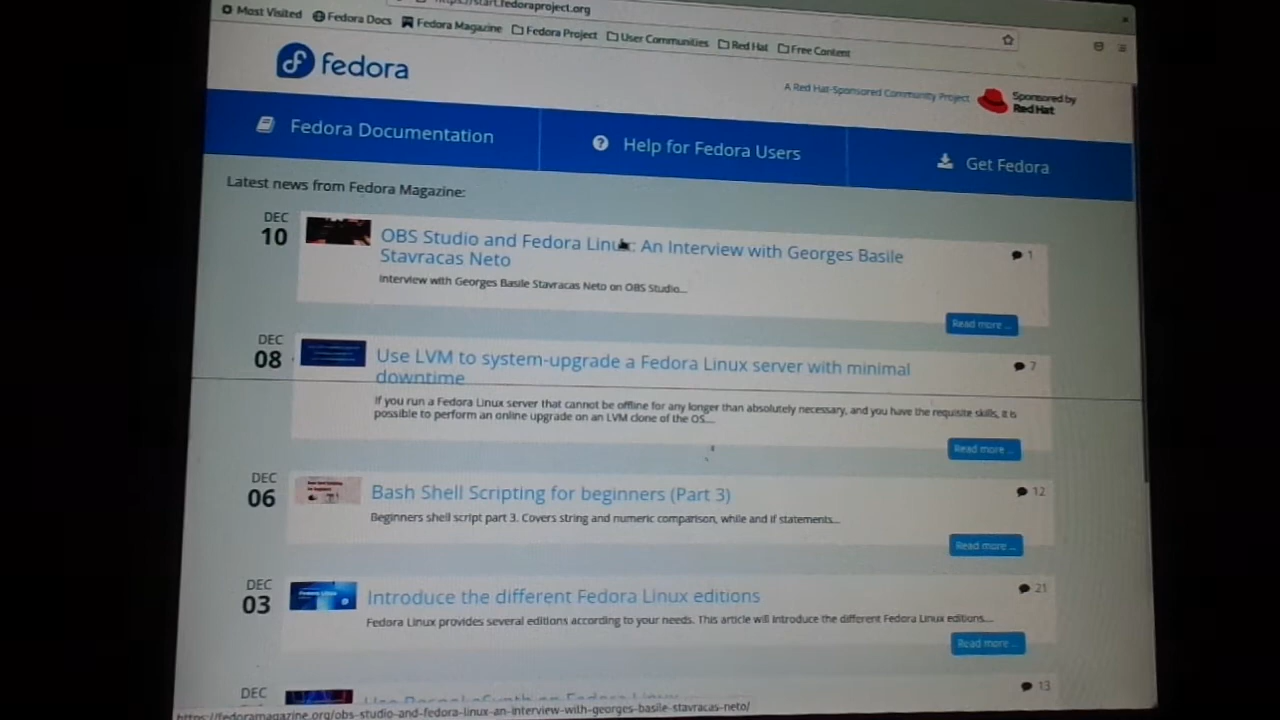 start.fedoraproject.org
Most Visited Fedora Docs Fedora Magazine Fedora Project User Communities Red Hat Free Content
fedora
A Red Hat-Sponsored Community Project
Sponsored by
Red Hat
Fedora Documentation
Help for Fedora Users
Get Fedora
Latest news from Fedora Magazine:
DEC
10
OBS Studio and Fedora Linux: An Interview with Georges Basile
Stavracas Neto
1
Interview with Georges Basile Stavracas Neto on OBS Studio...
Read more ...
DEC
08
Use LVM to system-upgrade a Fedora Linux server with minimal
downtime
7
If you run a Fedora Linux server that cannot be offline for any longer than absolutely necessary, and you have the requisite skills, it is
possible to perform an online upgrade on an LVM clone of the OS....
Read more ...
DEC
06
Bash Shell Scripting for beginners (Part 3)
12
Beginners shell script part 3. Covers string and numeric comparison, while and if statements...
Read more ...
DEC
03
Introduce the different Fedora Linux editions
21
Fedora Linux provides several editions according to your needs. This article will introduce the different Fedora Linux editions....
Read more ...
DEC
on Fedora Linux
13
https://fedoramagazine.org/obs-studio-and-fedora-linux-an-interview-with-georges-basile-stavracas-neto/